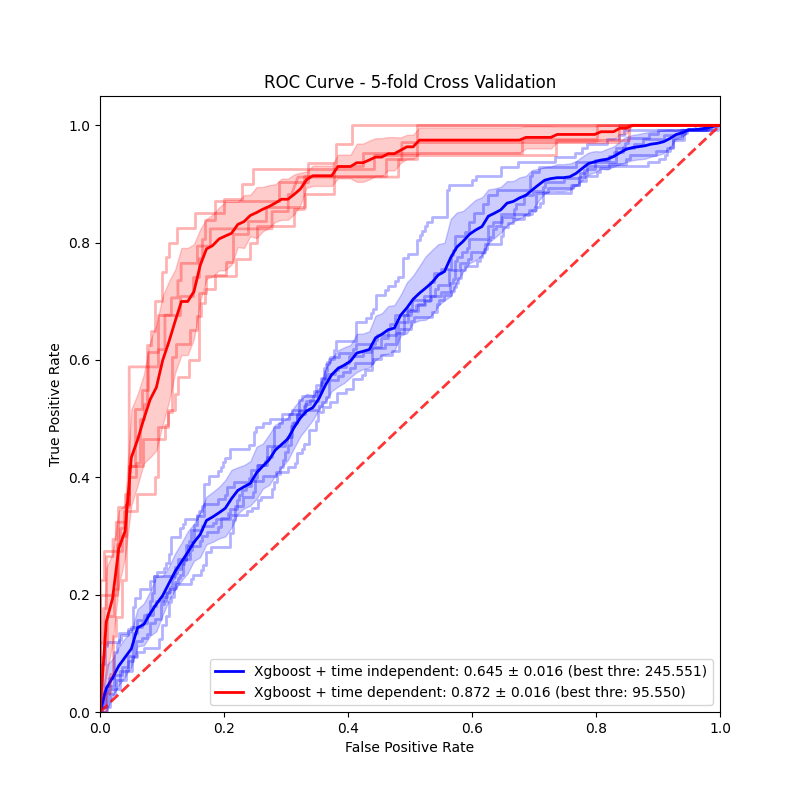 ROC Curve - 5-fold Cross Validation
True Positive Rate
1.0
0.8
0.6
0.4
0.2
0.0
Xgboost + time independent: 0.645 ± 0.016 (best thre: 245.551)
Xgboost + time dependent: 0.872 ± 0.016 (best thre: 95.550)
0.0 0.2 0.4 0.6 0.8 1.0
False Positive Rate